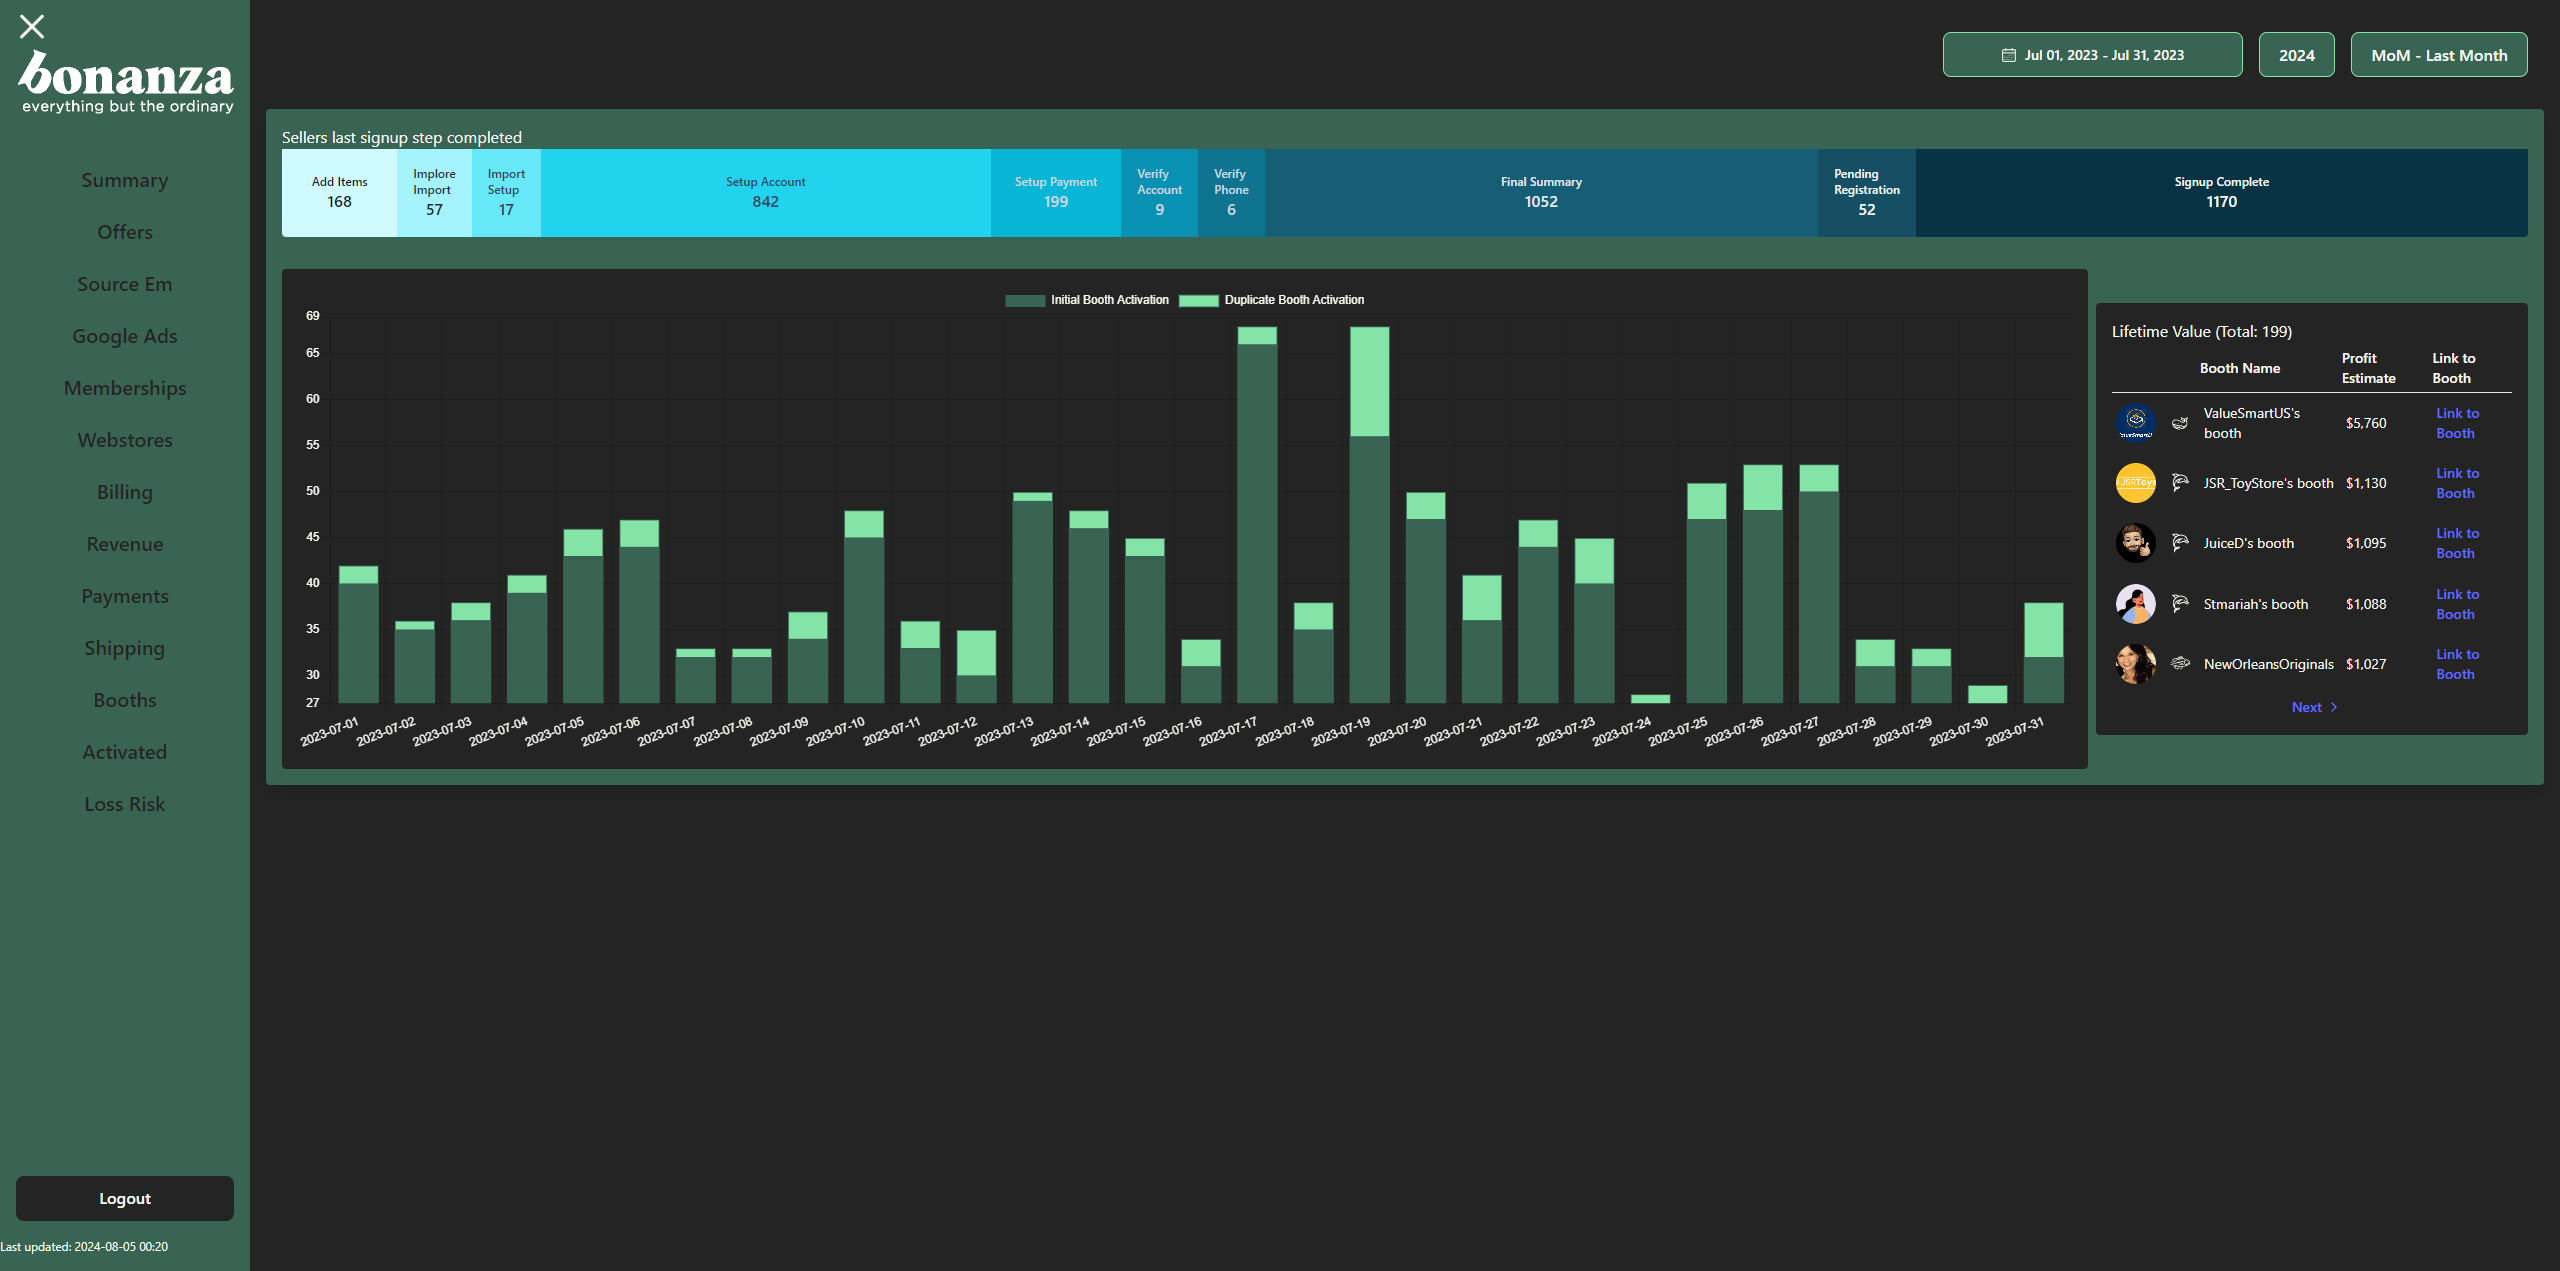 bonanza
everything but the ordinary
Summary
Offers
Source Em
Google Ads
Memberships
Webstores
Billing
Revenue
Payments
Shipping
Booths
Activated
Loss Risk
Logout
Last updated: 2024-08-05 00:20
Jul 01, 2023 - Jul 31, 2023
2024
MoM - Last Month
Sellers last signup step completed
Add Items
168
Implore
Import
57
Import
Setup
17
Setup Account
842
Setup Payment
199
Verify
Account
9
Verify
Phone
6
Final Summary
1052
Pending
Registration
52
Signup Complete
1170
Initial Booth Activation
Duplicate Booth Activation
69
65
60
55
50
45
40
35
30
27
2023-07-01
2023-07-02
2023-07-03
2023-07-04
2023-07-05
2023-07-06
2023-07-07
2023-07-08
2023-07-09
2023-07-10
2023-07-11
2023-07-12
2023-07-13
2023-07-14
2023-07-15
2023-07-16
2023-07-17
2023-07-18
2023-07-19
2023-07-20
2023-07-21
2023-07-22
2023-07-23
2023-07-24
2023-07-25
2023-07-26
2023-07-27
2023-07-28
2023-07-29
2023-07-30
2023-07-31
Lifetime Value (Total: 199)
Booth Name
Profit
Estimate
Link to
Booth
ValueSmartUS's
booth
$5,760
Link to
Booth
JSRToys
JSR_ToyStore's booth
$1,130
Link to
Booth
JuiceD's booth
$1,095
Link to
Booth
Stmariah's booth
$1,088
Link to
Booth
NewOrleansOriginals
$1,027
Link to
Booth
Next